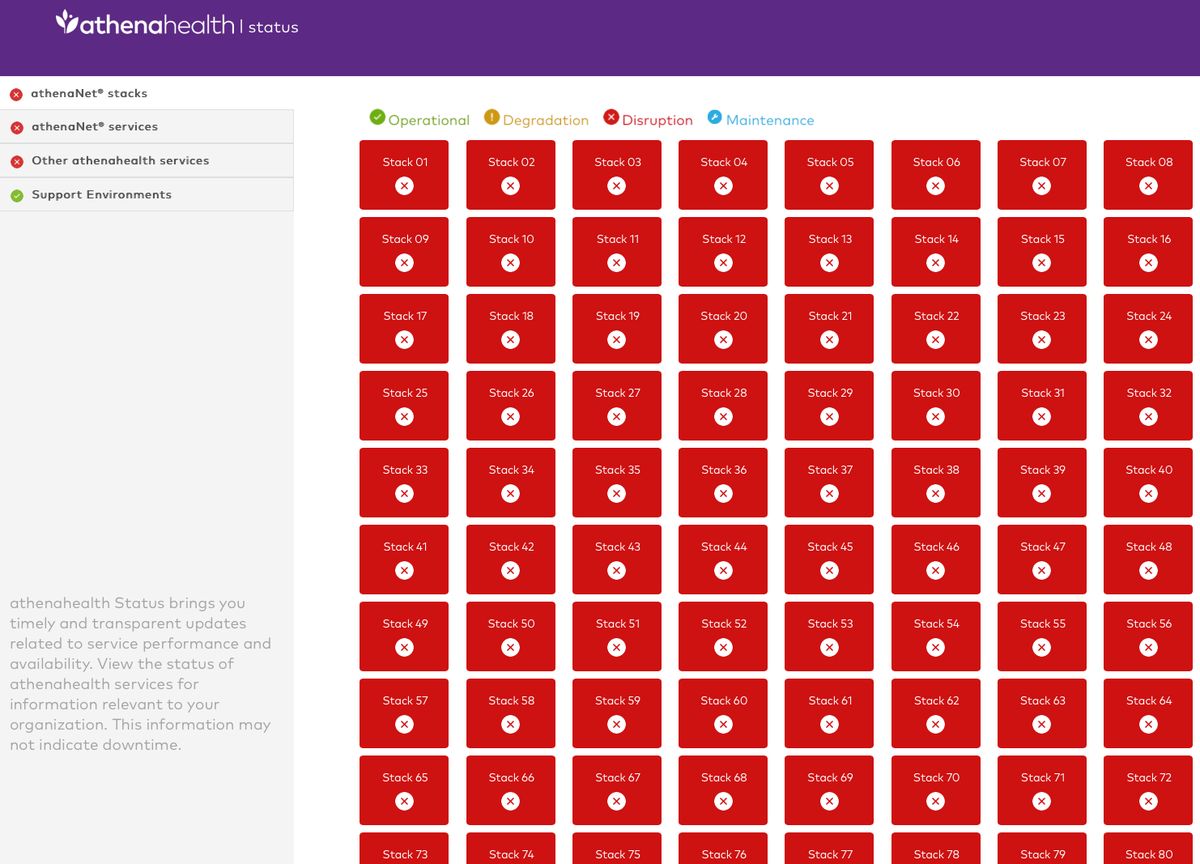 athenahealth | status
athenaNet® stacks
athenaNet® services
Other athenahealth services
Support Environments
athenahealth Status brings you
timely and transparent updates
related to service performance and
availability. View the status of
athenahealth services for
information relevant to your
organization. This information may
not indicate downtime.
Operational Degradation Disruption Maintenance
Stack 01 Stack 02 Stack 03 Stack 04 Stack 05 Stack 06 Stack 07 Stack 08
Stack 09 Stack 10 Stack 11 Stack 12 Stack 13 Stack 14 Stack 15 Stack 16
Stack 17 Stack 18 Stack 19 Stack 20 Stack 21 Stack 22 Stack 23 Stack 24
Stack 25 Stack 26 Stack 27 Stack 28 Stack 29 Stack 30 Stack 31 Stack 32
Stack 33 Stack 34 Stack 35 Stack 36 Stack 37 Stack 38 Stack 39 Stack 40
Stack 41 Stack 42 Stack 43 Stack 44 Stack 45 Stack 46 Stack 47 Stack 48
Stack 49 Stack 50 Stack 51 Stack 52 Stack 53 Stack 54 Stack 55 Stack 56
Stack 57 Stack 58 Stack 59 Stack 60 Stack 61 Stack 62 Stack 63 Stack 64
Stack 65 Stack 66 Stack 67 Stack 68 Stack 69 Stack 70 Stack 71 Stack 72
Stack 73 Stack 74 Stack 75 Stack 76 Stack 77 Stack 78 Stack 79 Stack 80